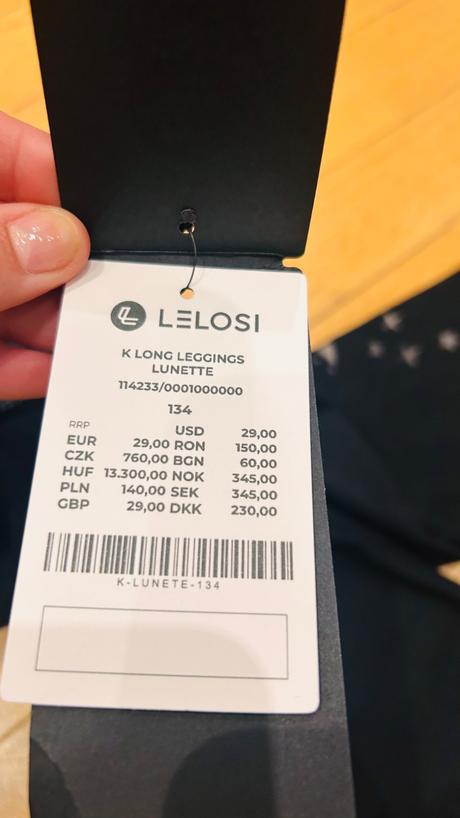 LELOSI
K LONG LEGGINGS
LUNETTE
114233/0001000000
134
RRP USD 29,00
EUR 29,00 RON 150,00
CZK 760,00 BGN 60,00
HUF 13.300,00 NOK 345,00
PLN 140,00 SEK 345,00
GBP 29,00 DKK 230,00
K-LUNETE-134